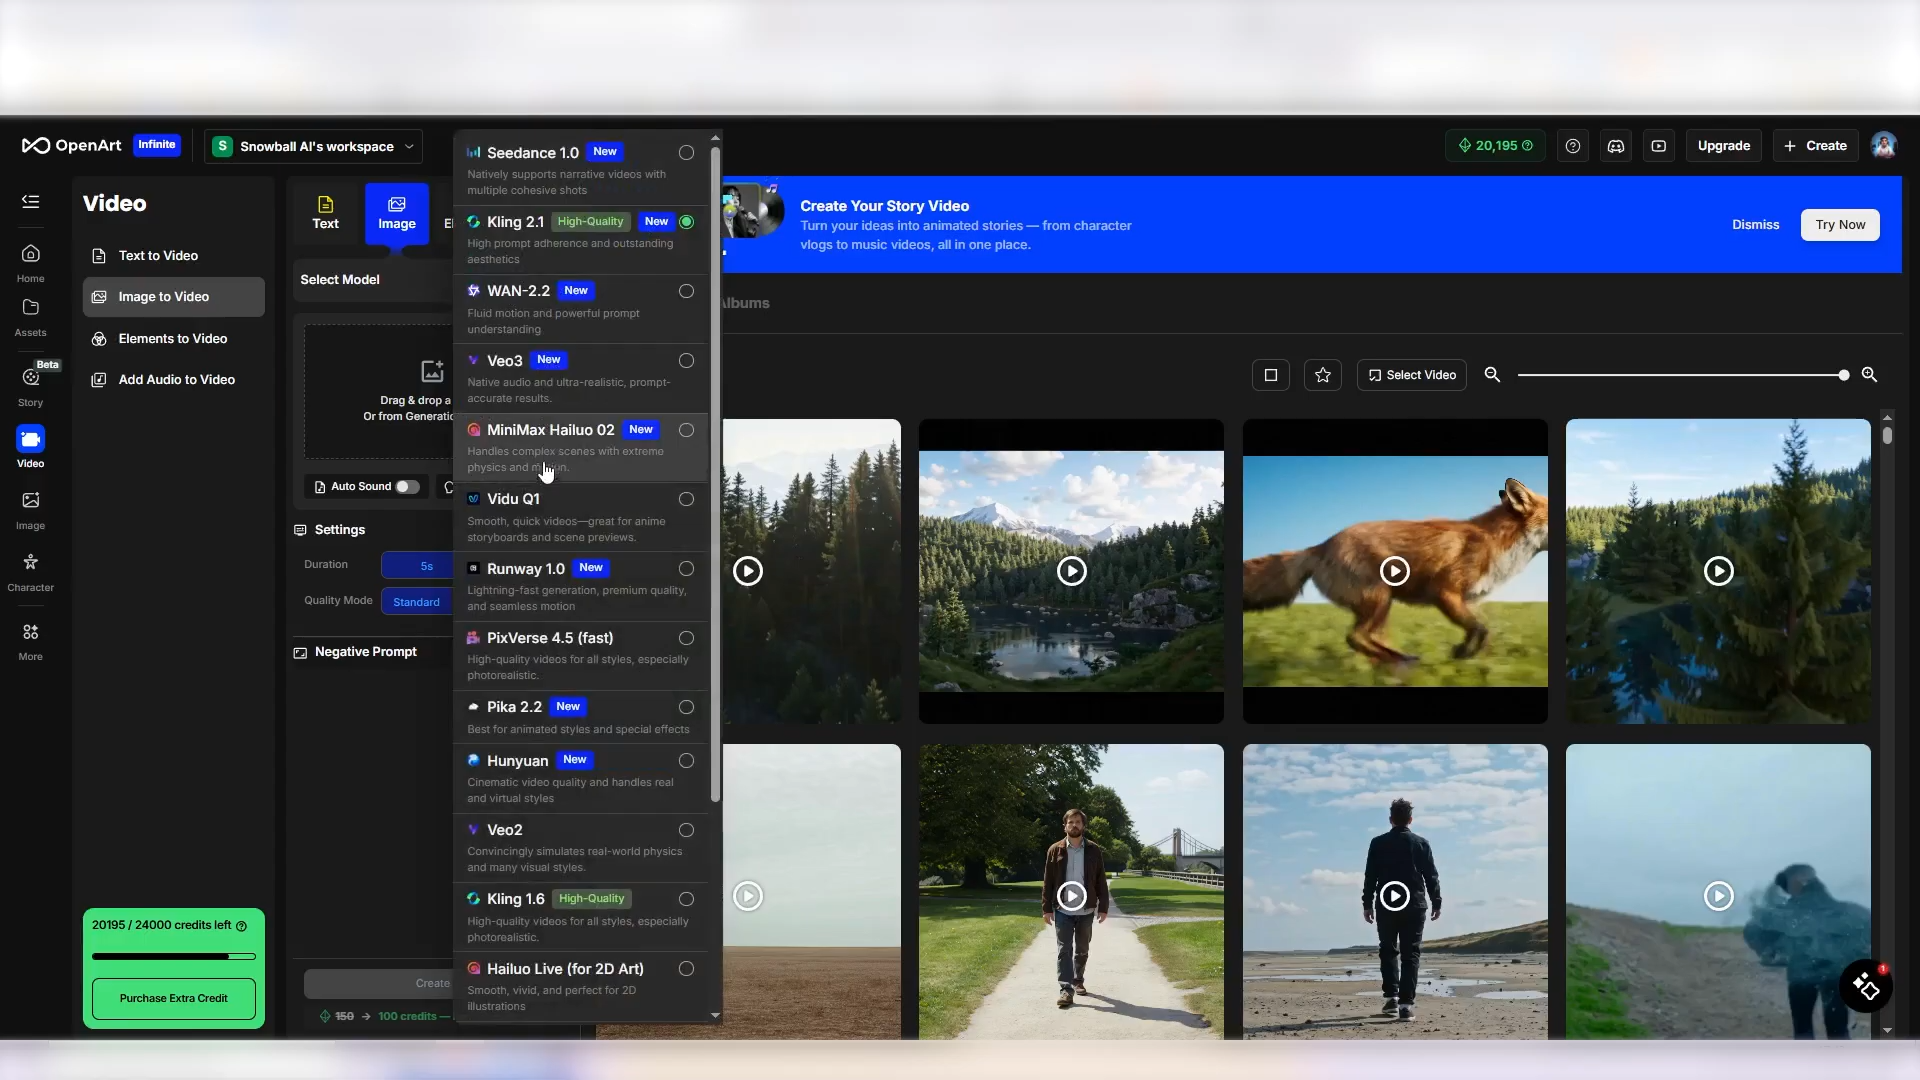 OpenArt
Infinite
S
Snowball AI's workspace
20,195
Upgrade
+ Create
Home
Assets
Beta
Story
Video
Image
Character
More
Video
Text to Video
Image to Video
Elements to Video
Add Audio to Video
20195 / 24000 credits left
Purchase Extra Credit
Text
Image
Select Model
Drag & drop a
Auto Sound
Settings
Duration
5s
Quality Mode
Standard
Negative Prompt
Create
150 → 100 credits —
Seedance 1.0 New
Natively supports narrative videos with
multiple cohesive shots
Kling 2.1 High-Quality New
High prompt adherence and outstanding
aesthetics
WAN-2.2 New
Fluid motion and powerful prompt
understanding
Veo3 New
Native audio and ultra-realistic, prompt-
accurate results.
MiniMax Hailuo 02 New
Handles complex scenes with extreme
physics and
Vidu Q1
Smooth, quick videos—great for anime
storyboards and scene previews.
Runway 1.0 New
Lightning-fast generation, premium quality,
and seamless motion
PixVerse 4.5 (fast)
High-quality videos for all styles, especially
photorealistic.
Pika 2.2 New
Best for animated styles and special effects
Hunyuan New
Cinematic video quality and handles real
and virtual styles
Veo2
Convincingly simulates real-world physics
and many visual styles.
Kling 1.6 High-Quality
High-quality videos for all styles, especially
photorealistic.
Hailuo Live (for 2D Art)
Smooth, vivid, and perfect for 2D
illustrations
Create Your Story Video
Turn your ideas into animated stories — from character
vlogs to music videos, all in one place.
Dismiss
Try Now
Select Video
1